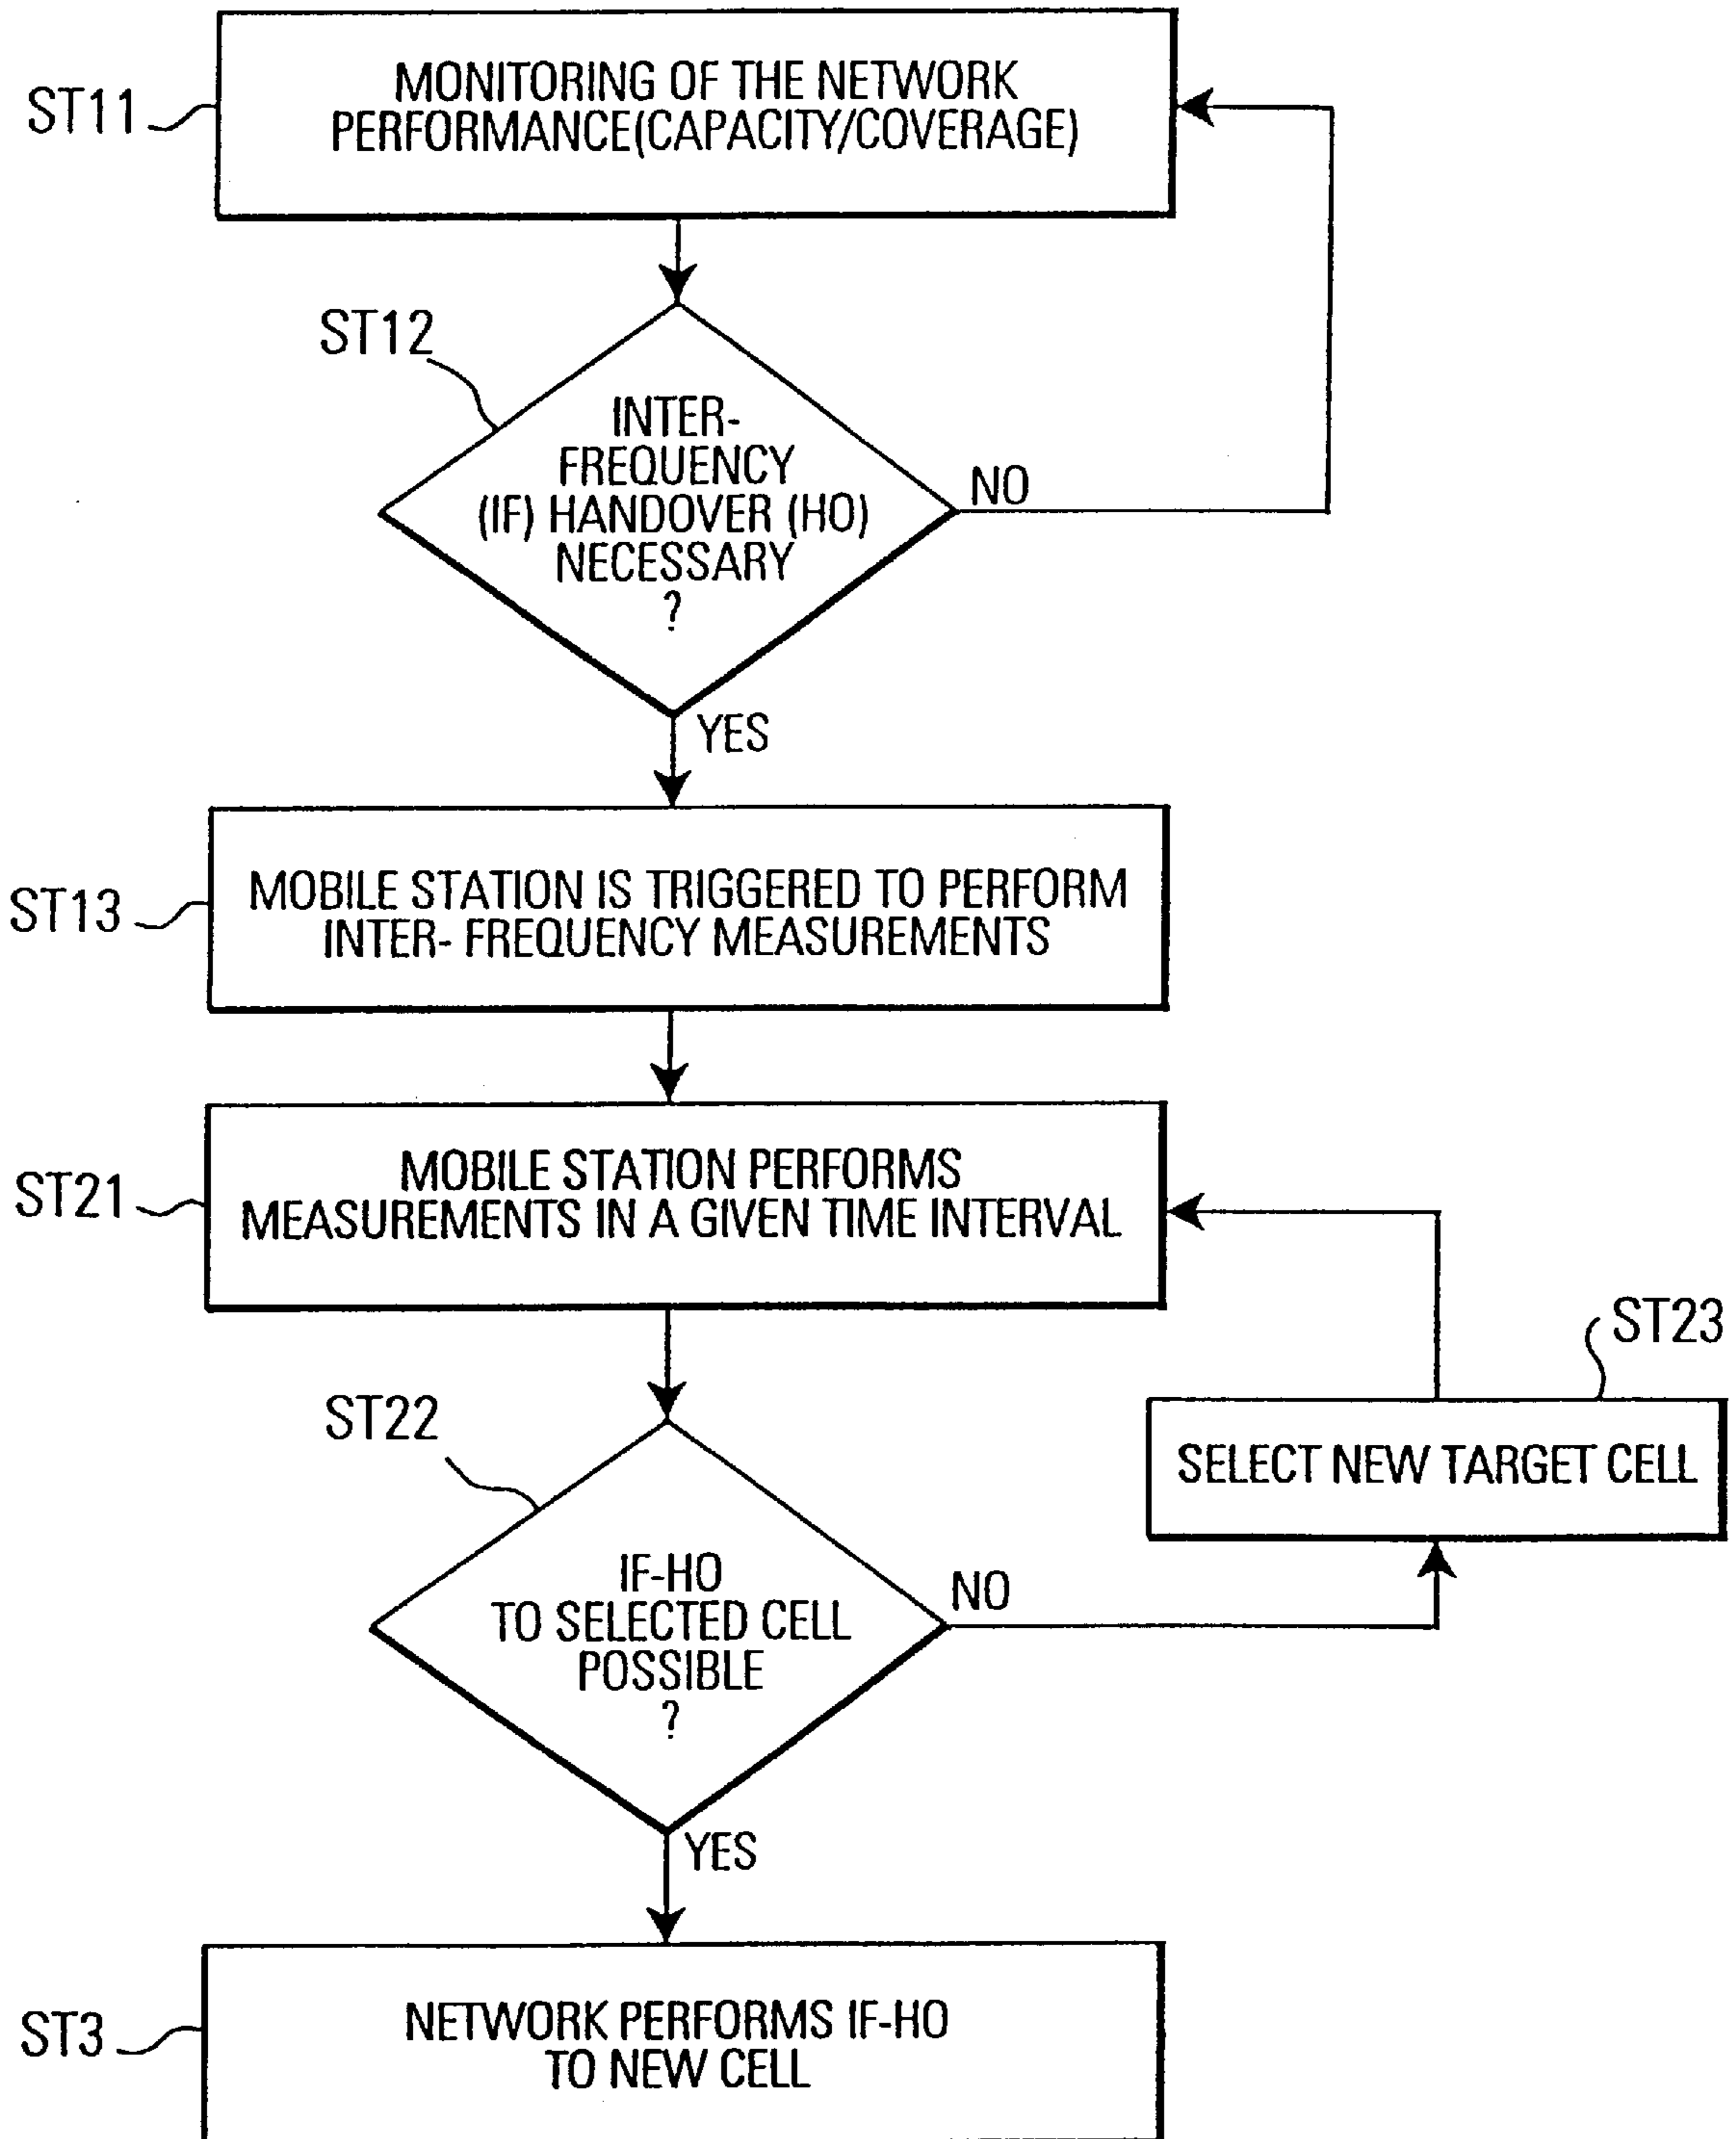 MONITORING OF THE NETWORK
PERFORMANCE(CAPACITY/COVERAGE)
ST11
ST12
INTER-
FREQUENCY
(IF) HANDOVER (HO)
NECESSARY
?
NO
YES
ST13
MOBILE STATION IS TRIGGERED TO PERFORM
INTER- FREQUENCY MEASUREMENTS
ST21
MOBILE STATION PERFORMS
MEASUREMENTS IN A GIVEN TIME INTERVAL
ST23
SELECT NEW TARGET CELL
ST22
IF-HO
TO SELECTED CELL
POSSIBLE
?
NO
YES
ST3
NETWORK PERFORMS IF-HO
TO NEW CELL